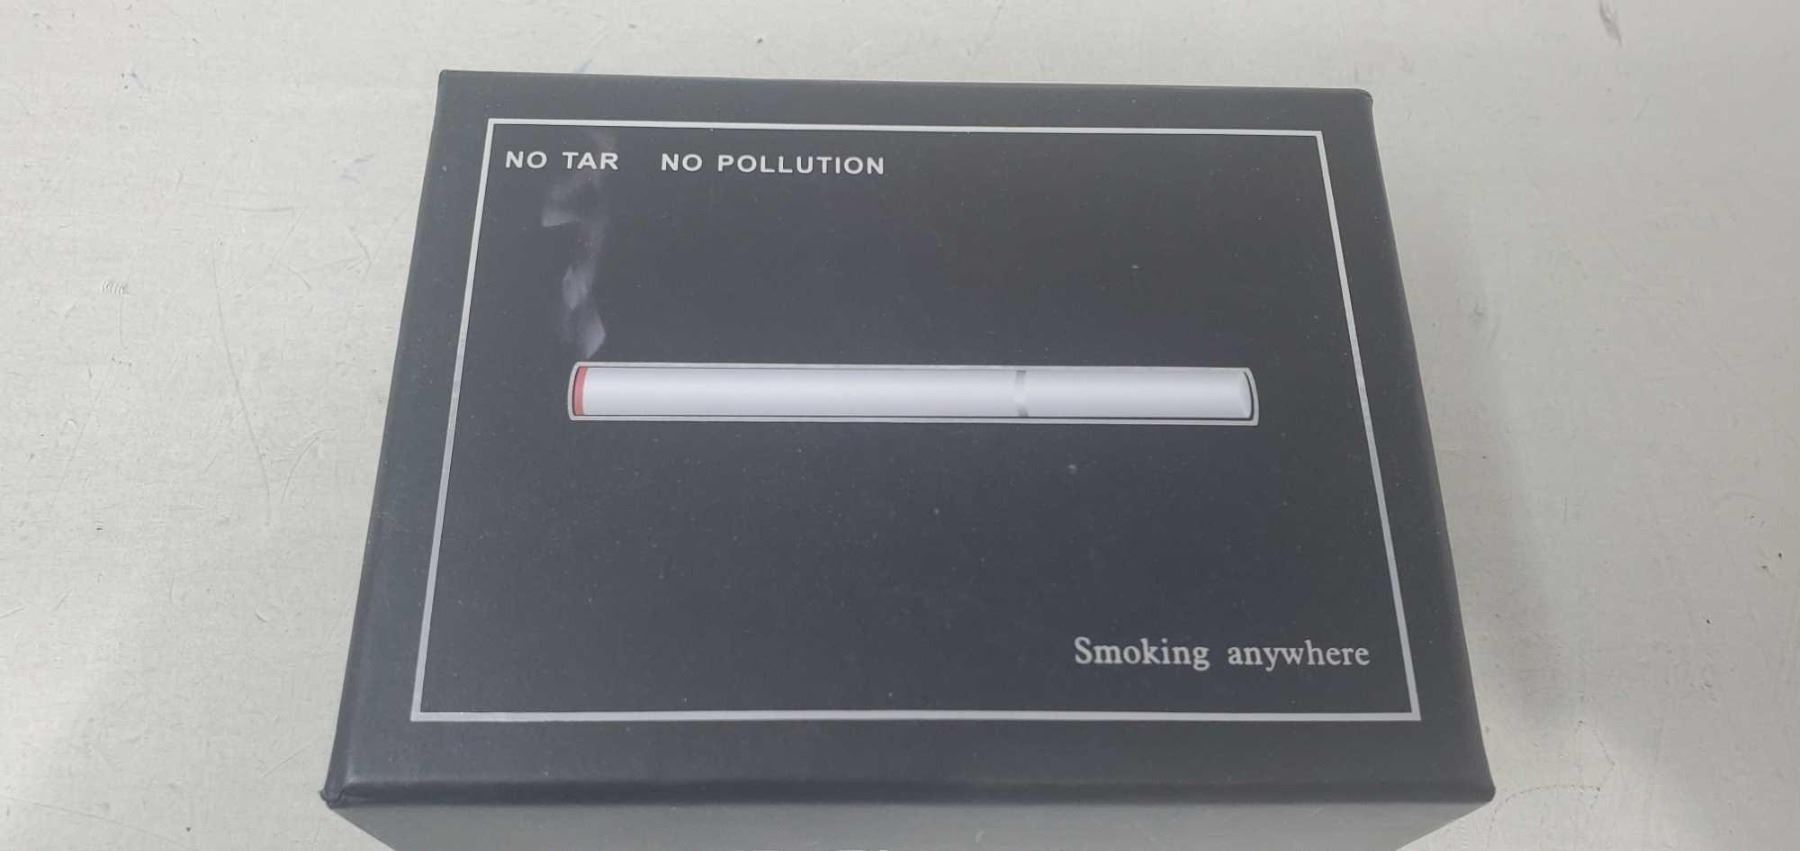 NO TAR NO POLLUTION
Smoking anywhere